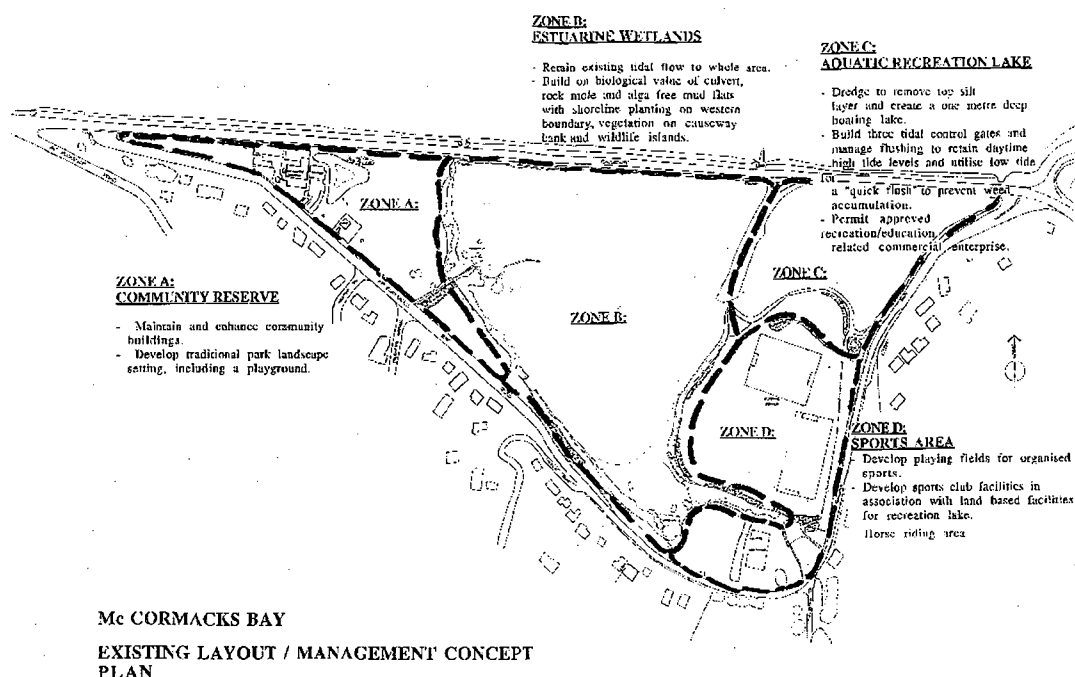 ZONE B:
ESTUARINE WETLANDS
- Retain existing tidal flow to whole area.
- Build on biological value of culvert,
rock mole and alga free mud flats
with shoreline planting on western
boundary, vegetation on causeway
bank and wildlife islands.
ZONE C:
AQUATIC RECREATION LAKE
- Dredge to remove top silt
layer and create a one metre deep
boating lake.
- Build three tidal control gates and
manage flushing to retain daytime
high tide levels and utilise low tide
for
a "quick flush" to prevent weed
accumulation.
- Permit approved
recreation/education
related commercial enterprise.
ZONE A:
ZONE A:
COMMUNITY RESERVE
- Maintain and enhance community
buildings.
- Develop traditional park landscape
setting, including a playground.
ZONE B:
ZONE C:
ZONE D:
ZONE D:
SPORTS AREA
- Develop playing fields for organised
sports.
- Develop sports club facilities in
association with land based facilities
for recreation lake.
Horse riding area
Mc CORMACKS BAY
EXISTING LAYOUT / MANAGEMENT CONCEPT
PLAN